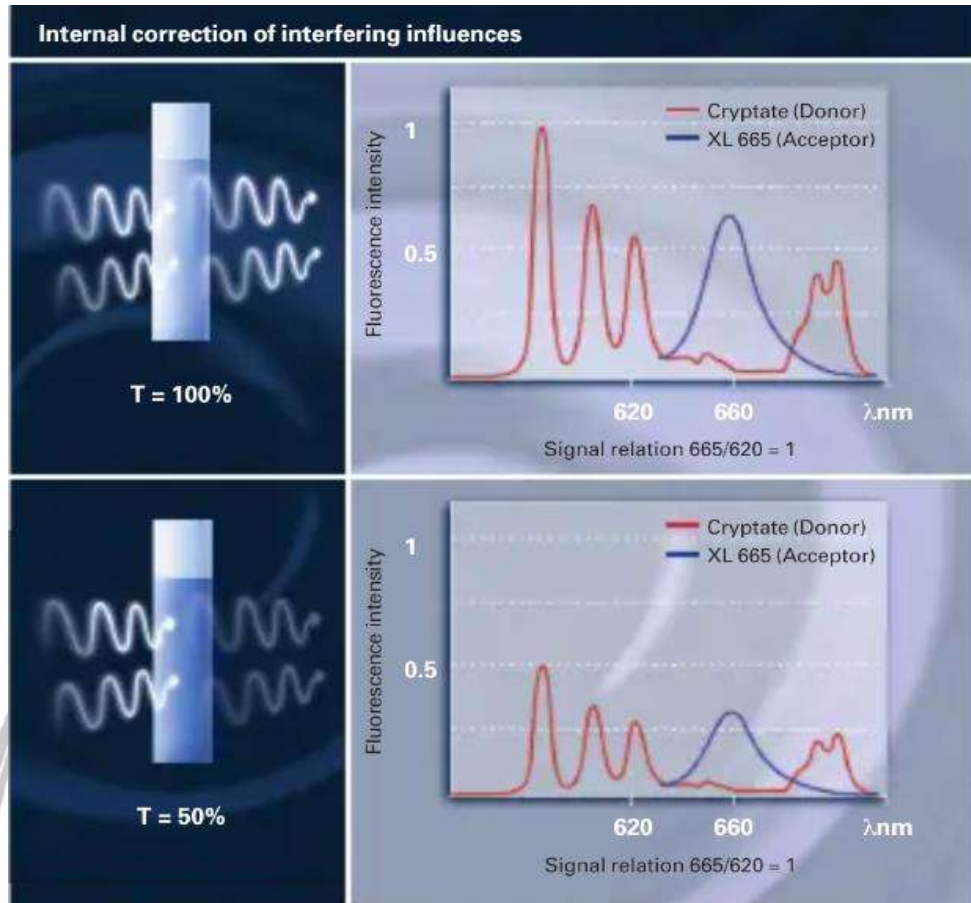 Internal correction of interfering influences
T = 100%
Fluorescence intensity
1
0.5
Cryptate (Donor)
XL 665 (Acceptor)
620
660
λnm
Signal relation 665/620 = 1
T = 50%
Fluorescence intensity
1
0.5
Cryptate (Donor)
XL 665 (Acceptor)
620
660
λnm
Signal relation 665/620 = 1